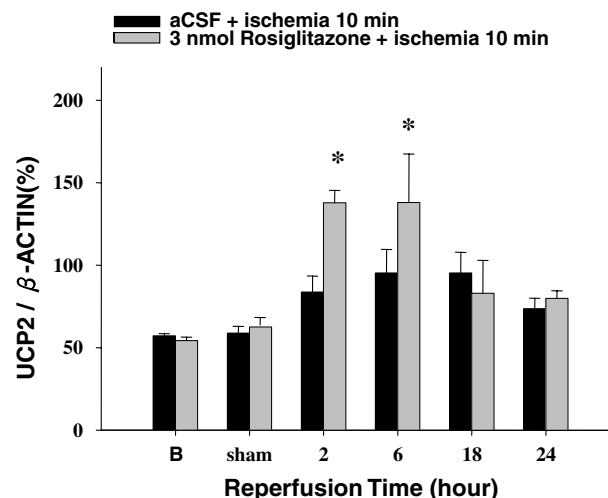 aCSF + ischemia 10 min
3 nmol Rosiglitazone + ischemia 10 min
UCP2 / β-ACTIN(%)
200
150
100
50
0
* *
B sham 2 6 18 24
Reperfusion Time (hour)